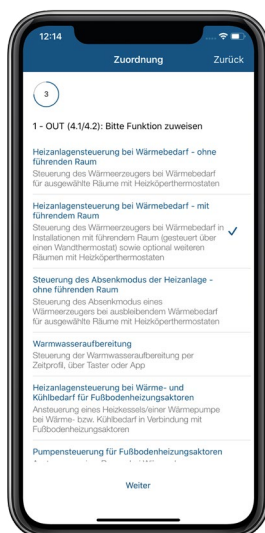 12:14
Zuordnung Zurück
3
1 - OUT (4.1/4.2): Bitte Funktion zuweisen
Heizanlagensteuerung bei Wärmebedarf - ohne
führenden Raum
Steuerung des Wärmeerzeugers bei Wärmebedarf
für ausgewählte Räume mit Heizköperthermostaten
Heizanlagensteuerung bei Wärmebedarf - mit
führendem Raum
Steuerung des Wärmeerzeugers bei Wärmebedarf in
Installationen mit führendem Raum (gesteuert über
einen Wandthermostat) sowie optional weiteren
Räumen mit Heizköperthermostaten
Steuerung des Absenkmodus der Heizanlage -
ohne führenden Raum
Steuerung des Absenkmodus eines
Wärmeerzeugers bei ausbleibendem Wärmebedarf
für ausgewählte Räume mit Heizköperthermostaten
Warmwasseraufbereitung
Steuerung der Warmwasseraufbereitung per
Zeitprofil, über Taster oder App
Heizanlagensteuerung bei Wärme- und
Kühlbedarf für Fußbodenheizungsaktoren
Ansteuerung eines Heizkessels/einer Wärmepumpe
bei Wärme- bzw. Kühlbedarf in Verbindung mit
Fußbodenheizungsaktoren
Pumpensteuerung für Fußbodenheizungsaktoren
Weiter